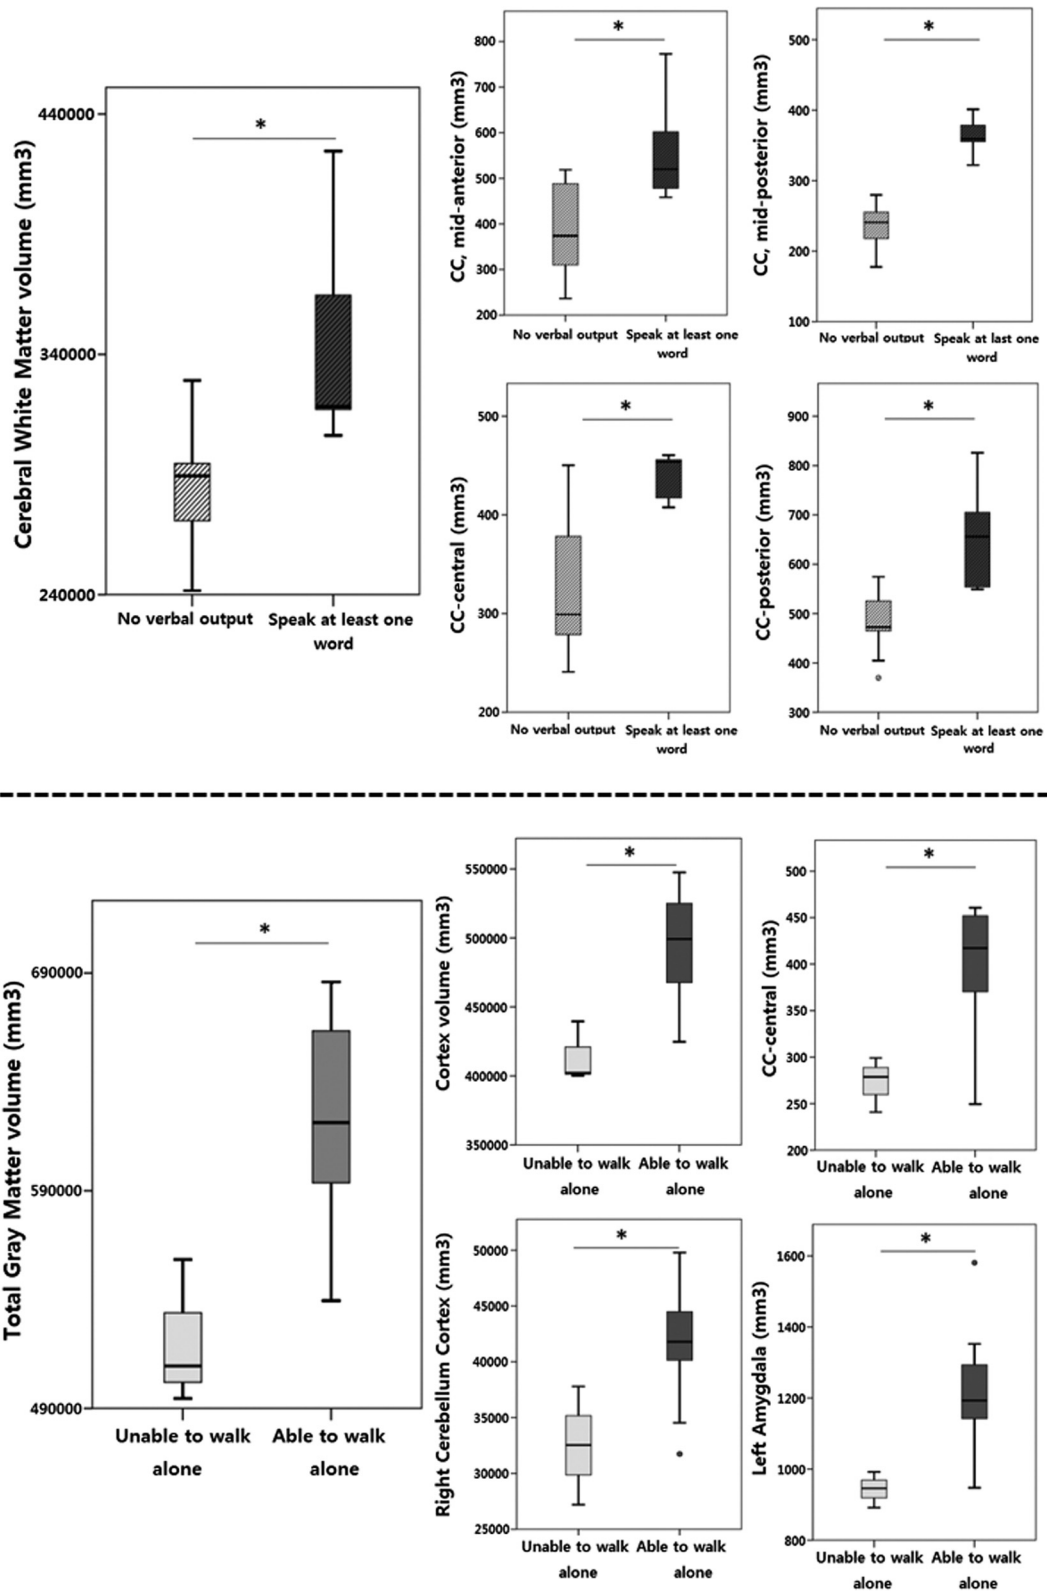 Cerebral White Matter volume (mm3)
440000
340000
240000
*
No verbal output
Speak at least one
word
CC, mid-anterior (mm3)
800
700
600
500
400
300
200
*
No verbal output
Speak at least one
word
CC, mid-posterior (mm3)
500
400
300
200
100
*
No verbal output
Speak at last one
word
CC-central (mm3)
500
400
300
200
*
No verbal output
Speak at least one
word
CC-posterior (mm3)
900
800
700
600
500
400
300
*
No verbal output
Speak at least one
word
Total Gray Matter volume (mm3)
690000
590000
490000
*
Unable to walk
alone
Able to walk
alone
Cortex volume (mm3)
550000
500000
450000
400000
350000
*
Unable to walk
alone
Able to walk
alone
CC-central (mm3)
500
450
400
350
300
250
200
*
Unable to walk
alone
Able to walk
alone
Right Cerebellum Cortex (mm3)
50000
45000
40000
35000
30000
25000
*
Unable to walk
alone
Able to walk
alone
Left Amygdala (mm3)
1600
1400
1200
1000
800
*
Unable to walk
alone
Able to walk
alone